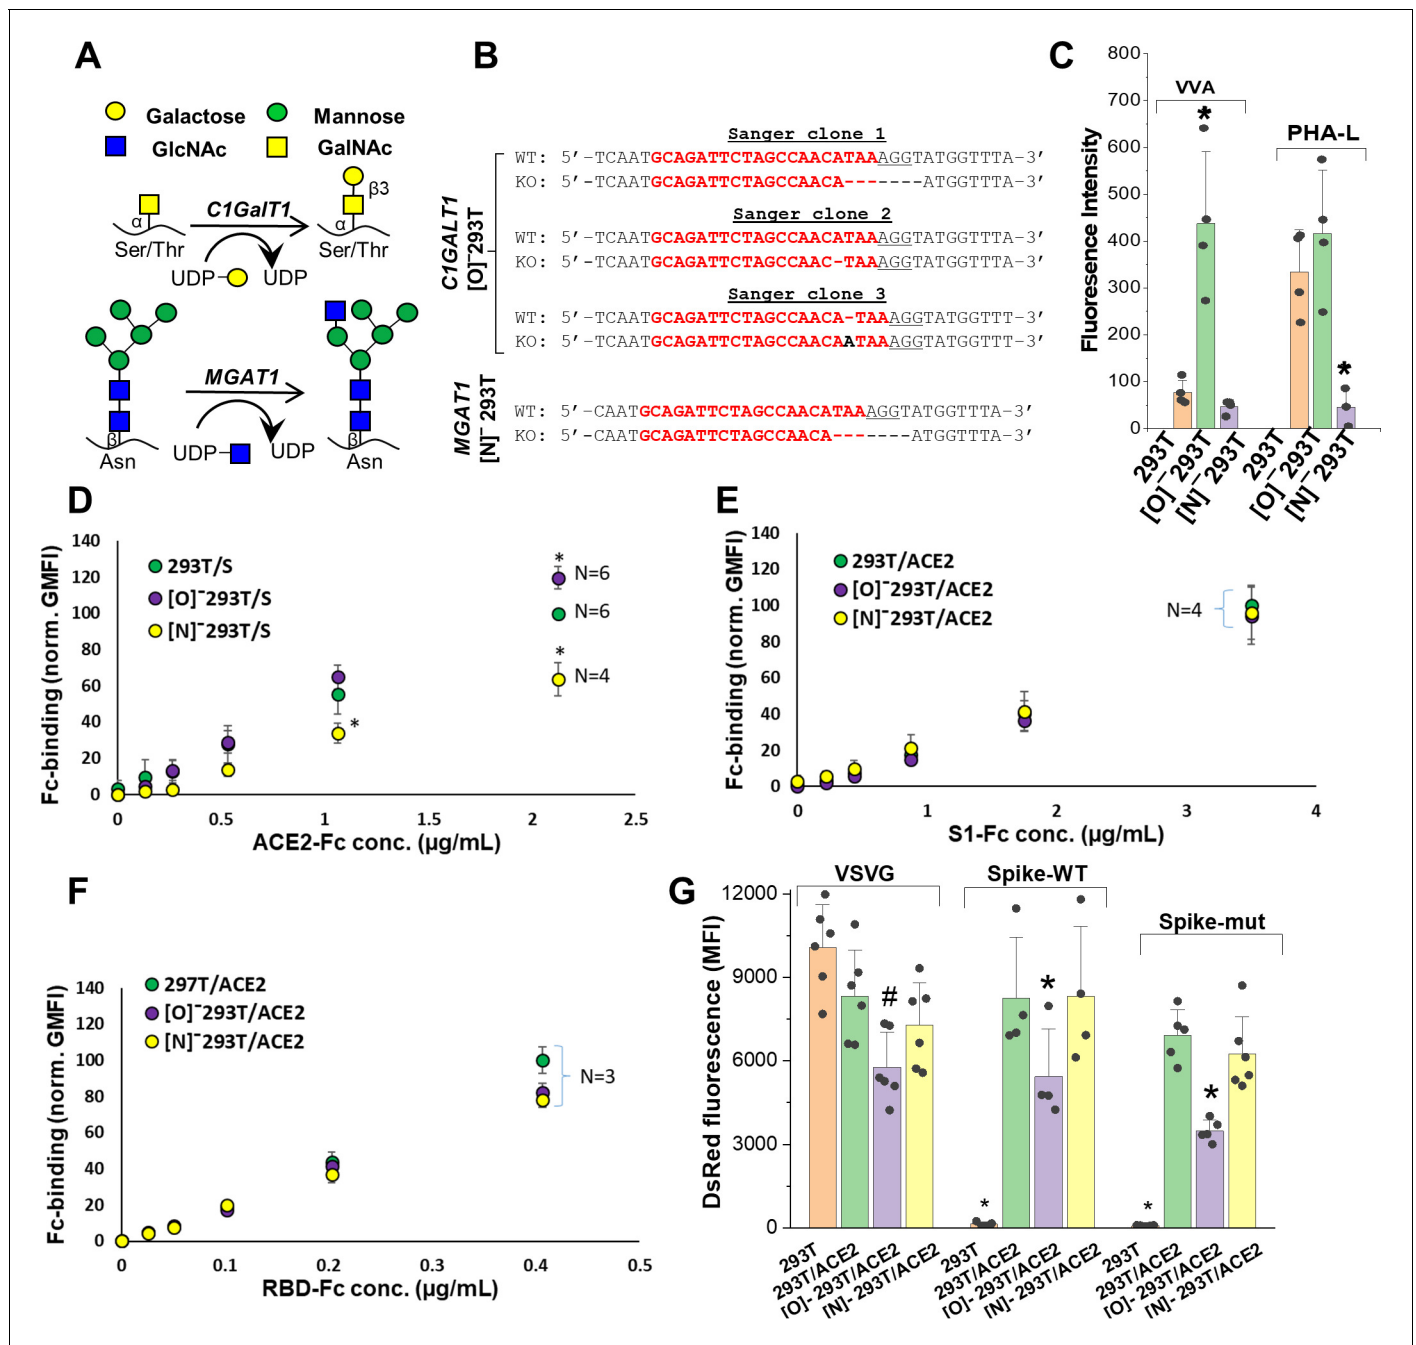 A
Galactose
Mannose
GlcNAc
GalNAc
α
Ser/Thr
C1GalT1
UDP
UDP
β3
α
Ser/Thr
β
Asn
MGAT1
UDP
UDP
β
Asn
B
C1GALT1
[O]⁻293T
Sanger clone 1
WT: 5′-TCAATGCAGATTCTAGCCAACATAAAGGTATGGTTTA-3′
KO: 5′-TCAATGCAGATTCTAGCCAACA-------ATGGTTTA-3′
Sanger clone 2
WT: 5′-TCAATGCAGATTCTAGCCAACATAAAGGTATGGTTTA-3′
KO: 5′-TCAATGCAGATTCTAGCCAAC-TAAAGGTATGGTTTA-3′
Sanger clone 3
WT: 5′-TCAATGCAGATTCTAGCCAACA-TAAAGGTATGGTTT-3′
KO: 5′-TCAATGCAGATTCTAGCCAACAATAAAGGTATGGTTT-3′
MGAT1
[N]⁻293T
WT: 5′-CAATGCAGATTCTAGCCAACATAAAGGTATGGTTTA-3′
KO: 5′-CAATGCAGATTCTAGCCAACA-------ATGGTTTA-3′
C
Fluoresence Intensity
800
700
600
500
400
300
200
100
0
VVA
*
PHA-L
*
293T
[O]⁻293T
[N]⁻293T
293T
[O]⁻293T
[N]⁻293T
D
Fc-binding (norm. GMFI)
140
120
100
80
60
40
20
0
293T/S
[O]⁻293T/S
[N]⁻293T/S
*
N=6
N=6
*
N=4
*
0 0.5 1 1.5 2 2.5
ACE2-Fc conc. (µg/mL)
E
Fc-binding (norm. GMFI)
140
120
100
80
60
40
20
0
293T/ACE2
[O]⁻293T/ACE2
[N]⁻293T/ACE2
N=4
0 1 2 3 4
S1-Fc conc. (µg/mL)
F
Fc-binding (norm. GMFI)
140
120
100
80
60
40
20
0
297T/ACE2
[O]⁻293T/ACE2
[N]⁻293T/ACE2
N=3
0 0.1 0.2 0.3 0.4 0.5
RBD-Fc conc. (µg/mL)
G
DsRed fluorescence (MFI)
12000
9000
6000
3000
0
VSVG
#
Spike-WT
*
*
Spike-mut
*
*
293T
293T/ACE2
[O]- 293T/ACE2
[N]- 293T/ACE2
293T
293T/ACE2
[O]- 293T/ACE2
[N]- 293T/ACE2
293T
293T/ACE2
[O]- 293T/ACE2
[N]- 293T/ACE2